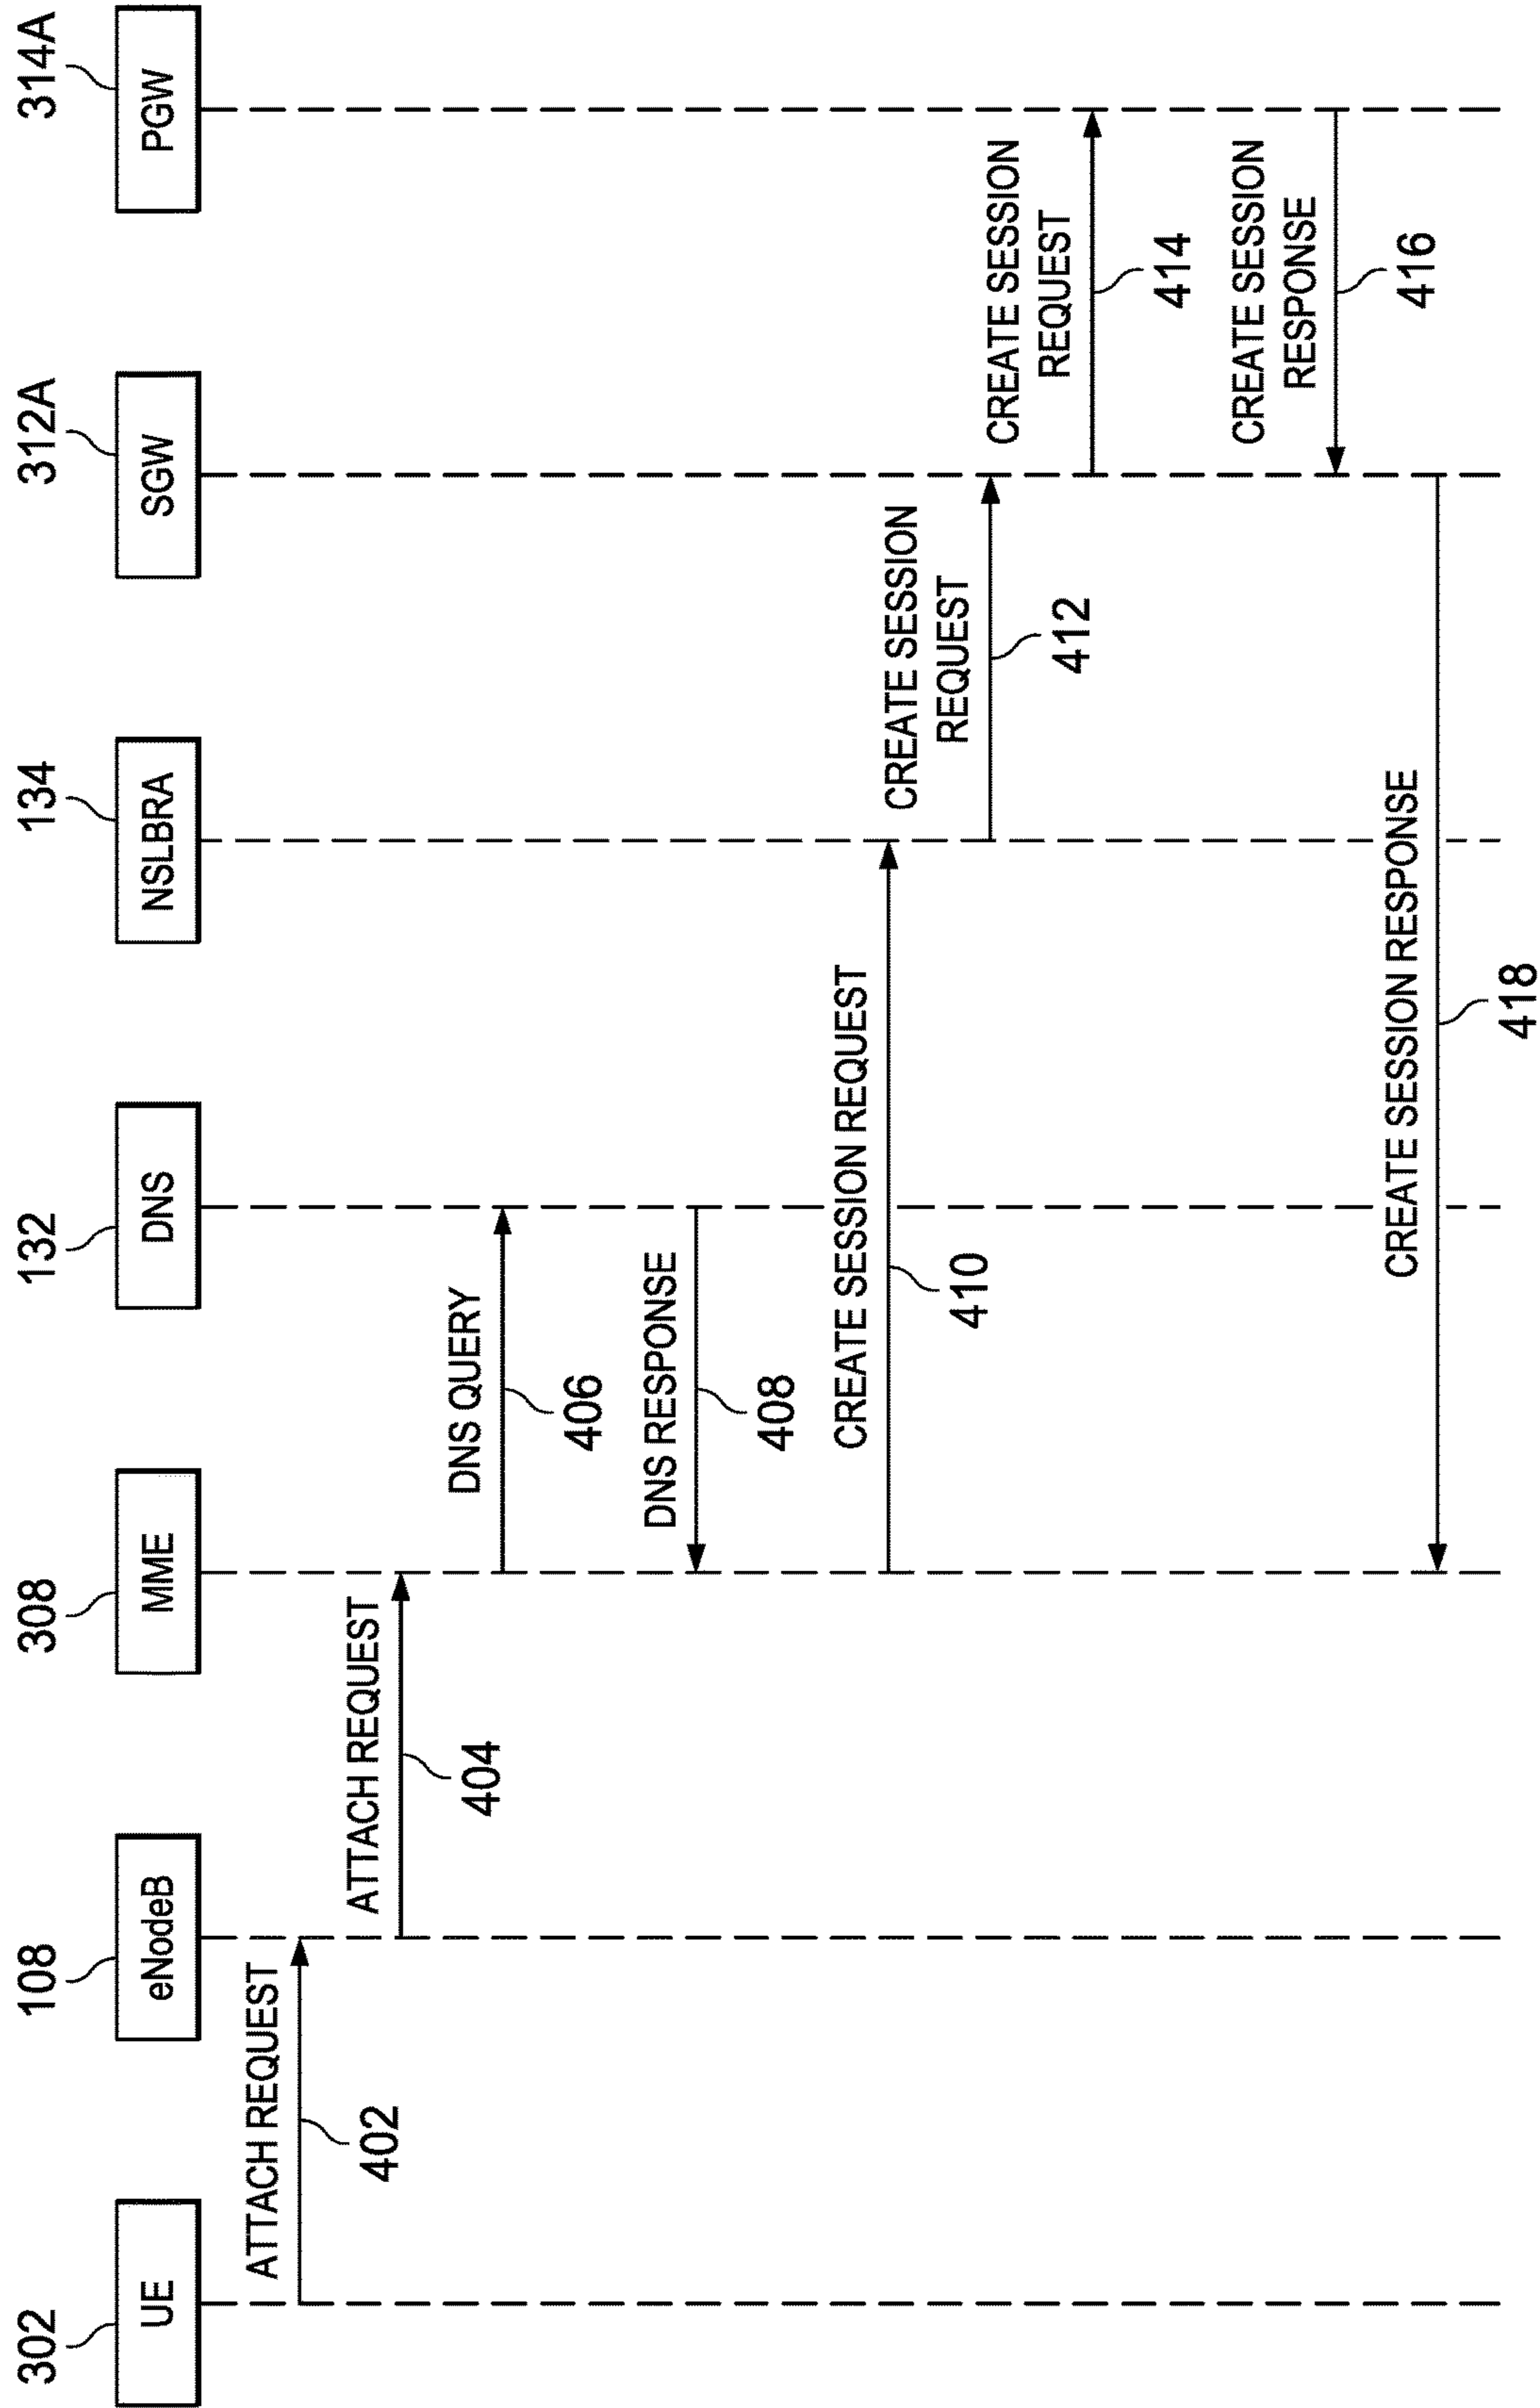 302
108
308
132
134
312A
314A
UE
eNodeB
MME
DNS
NSLBRA
SGW
PGW
ATTACH REQUEST
402
ATTACH REQUEST
404
DNS QUERY
406
DNS RESPONSE
408
CREATE SESSION REQUEST
410
CREATE SESSION
REQUEST
412
CREATE SESSION
REQUEST
414
CREATE SESSION
RESPONSE
416
CREATE SESSION RESPONSE
418